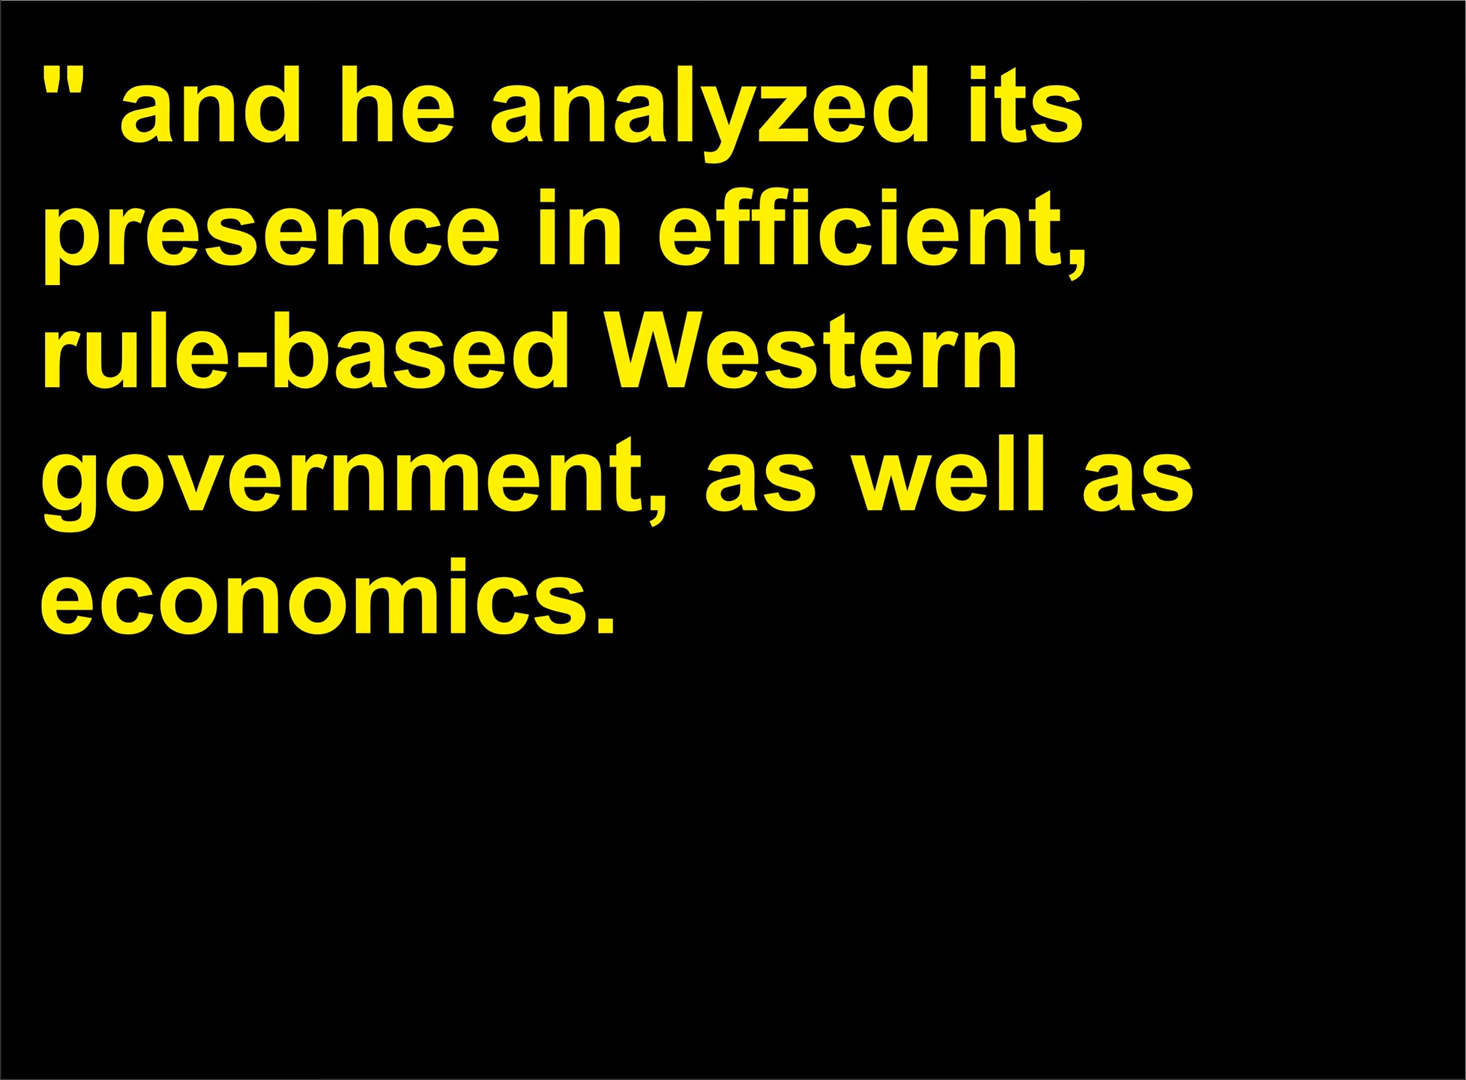 " and he analyzed its
presence in efficient,
rule-based Western
government, as well as
economics.